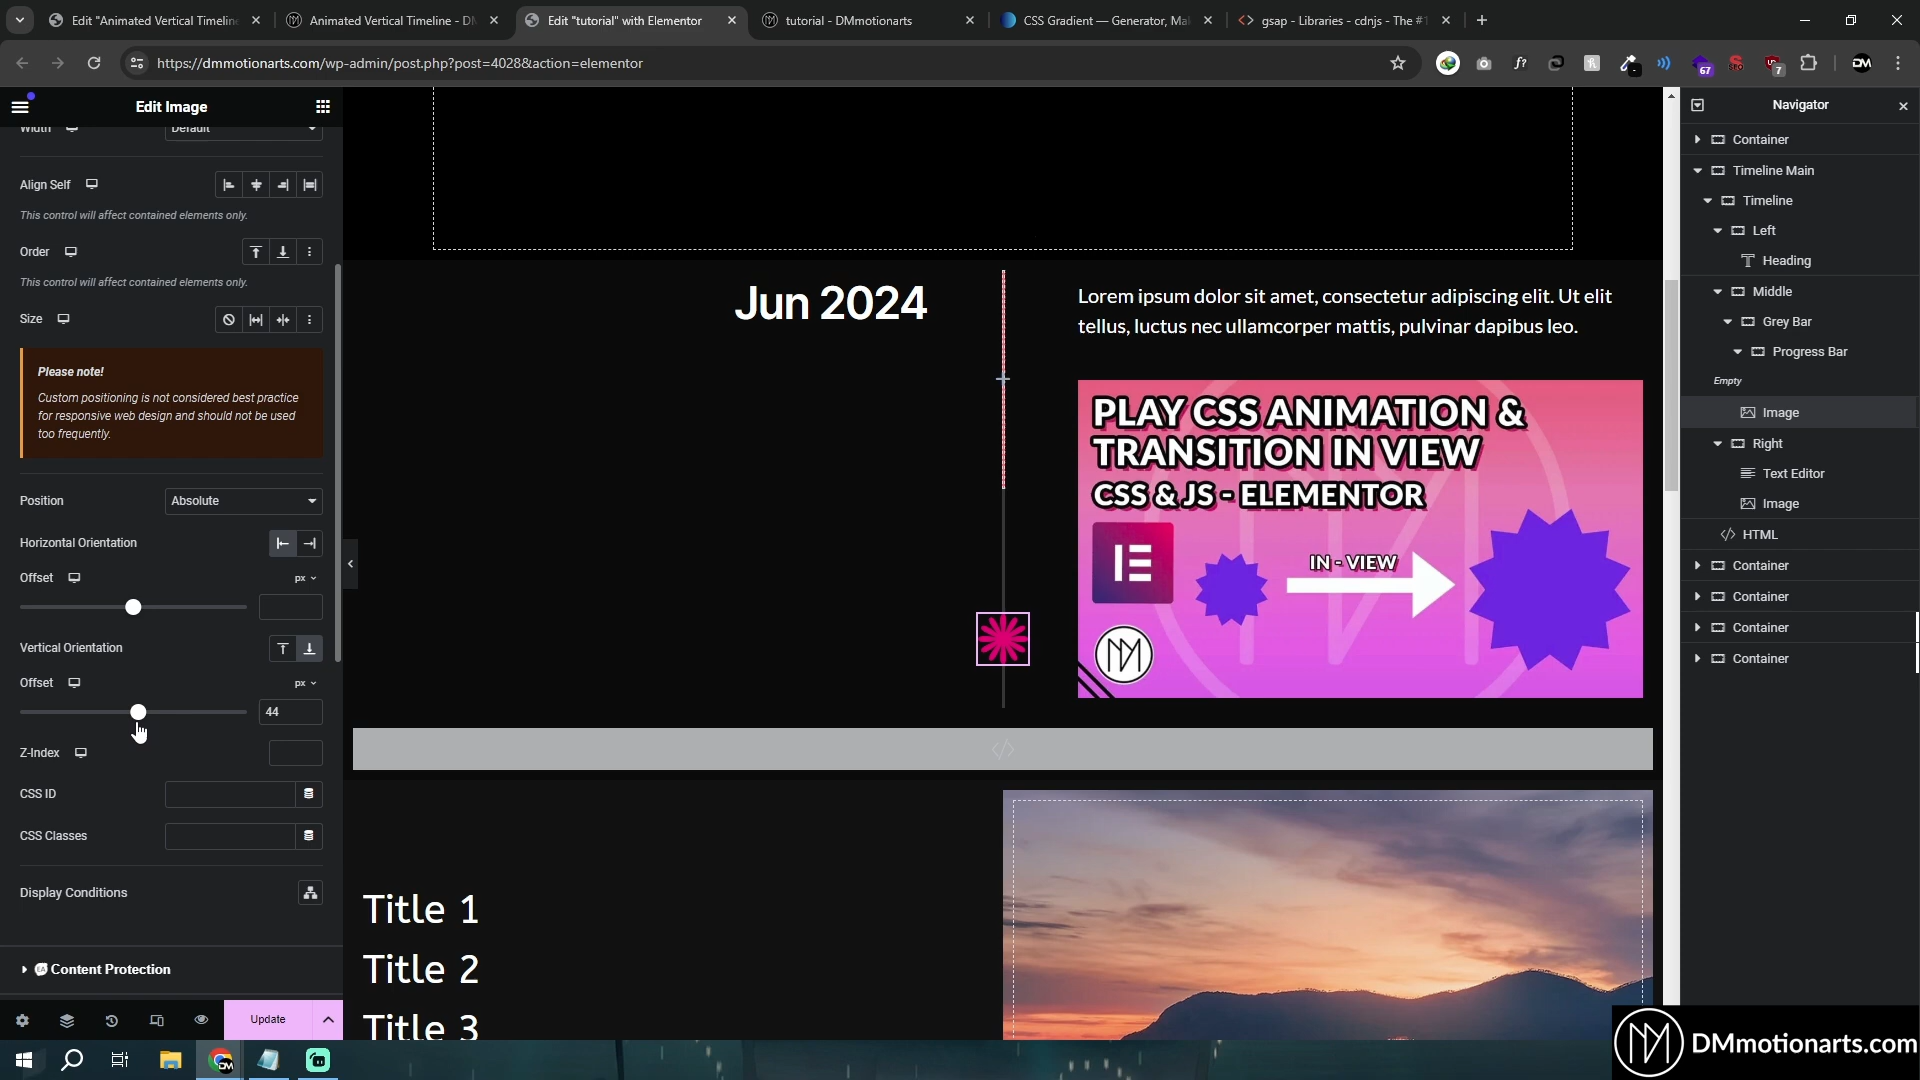 Edit "Animated Vertical Timeline
Animated Vertical Timeline - DM
Edit "tutorial" with Elementor
tutorial - DMmotionarts
CSS Gradient — Generator, Ma
gsap - Libraries - cdnjs - The #1
https://dmmotionarts.com/wp-admin/post.php?post=4028&action=elementor
67
7
Edit Image
Width
Default
Align Self
This control will affect contained elements only.
Order
This control will affect contained elements only.
Size
Please note!
Custom positioning is not considered best practice
for responsive web design and should not be used
too frequently.
Position
Absolute
Horizontal Orientation
Offset
px
Vertical Orientation
Offset
px
44
Z-Index
CSS ID
CSS Classes
Display Conditions
Content Protection
Update
Jun 2024
Lorem ipsum dolor sit amet, consectetur adipiscing elit. Ut elit
tellus, luctus nec ullamcorper mattis, pulvinar dapibus leo.
PLAY CSS ANIMATION &
TRANSITION IN VIEW
CSS & JS - ELEMENTOR
IN - VIEW
Title 1
Title 2
Title 3
Navigator
Container
Timeline Main
Timeline
Left
Heading
Middle
Grey Bar
Progress Bar
Empty
Image
Right
Text Editor
Image
HTML
Container
Container
Container
Container
DMmotionarts.com